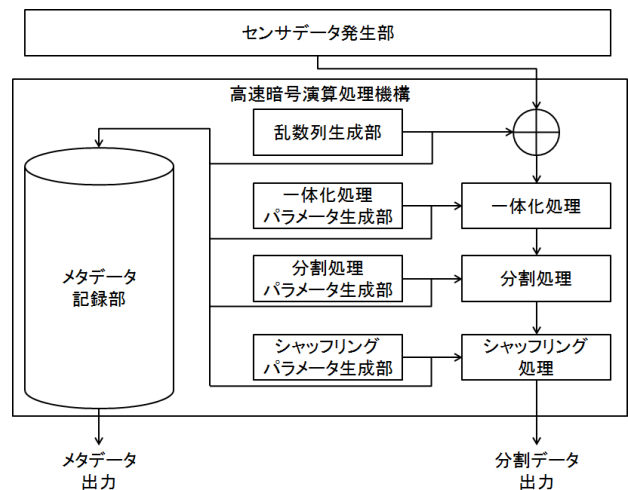 センサデータ発生部
高速暗号演算処理機構
乱数列生成部
一体化処理
パラメータ生成部
一体化処理
分割処理
パラメータ生成部
分割処理
メタデータ
記録部
シャッフリング
パラメータ生成部
シャッフリング
処理
メタデータ
出力
分割データ
出力